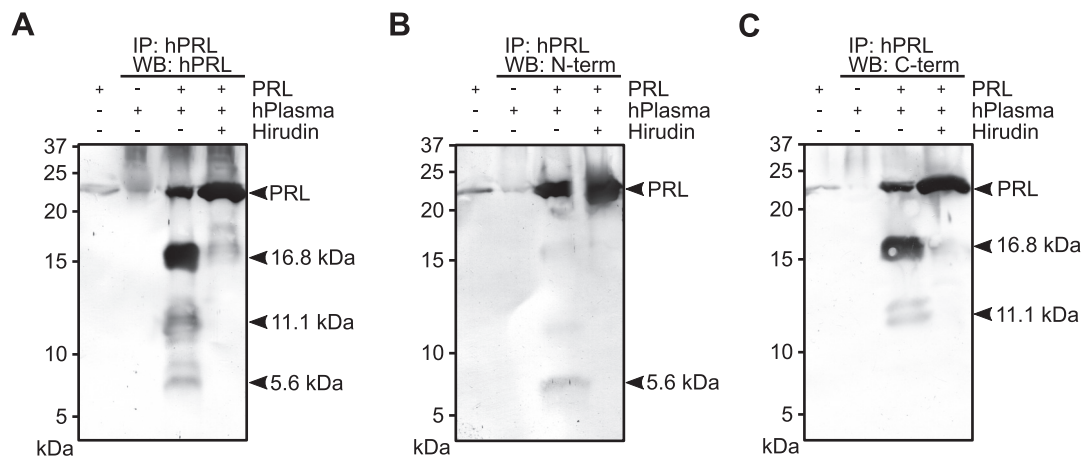 A
IP: hPRL
WB: hPRL
+ - + + PRL
- + + + hPlasma
- - - + Hirudin
37
25
20
15
10
5
kDa
PRL
16.8 kDa
11.1 kDa
5.6 kDa
B
IP: hPRL
WB: N-term
+ - + + PRL
- + + + hPlasma
- - - + Hirudin
37
25
20
15
10
5
kDa
PRL
5.6 kDa
C
IP: hPRL
WB: C-term
+ - + + PRL
- + + + hPlasma
- - - + Hirudin
37
25
20
15
10
5
kDa
PRL
16.8 kDa
11.1 kDa